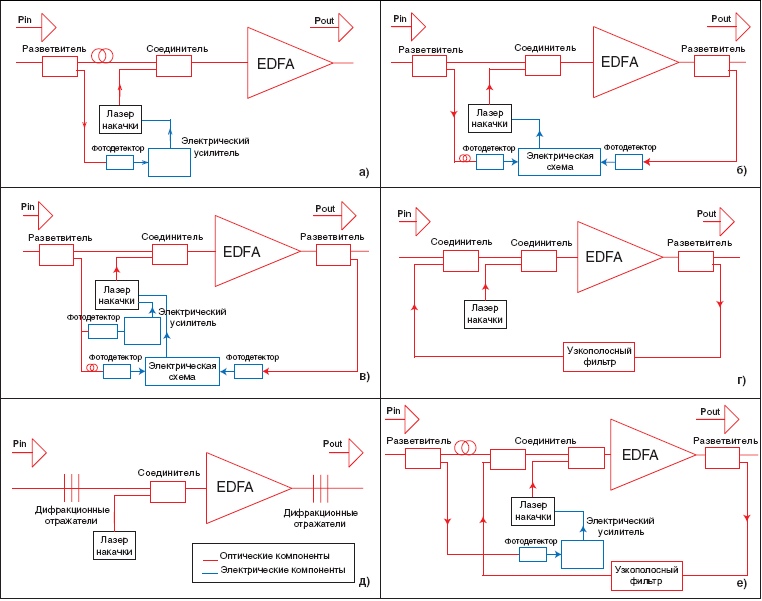 Pin
Pout
Разветвитель
Соединитель
EDFA
Лазер
накачки
Фотодетектор
Электрический
усилитель
а)
Pin
Pout
Разветвитель
Соединитель
Разветвитель
EDFA
Лазер
накачки
Фотодетектор
Электрическая
схема
Фотодетектор
б)
Pin
Pout
Разветвитель
Соединитель
Разветвитель
EDFA
Лазер
накачки
Электрический
усилитель
Фотодетектор
Фотодетектор
Электрическая
схема
Фотодетектор
в)
Pin
Pout
Соединитель
Соединитель
Разветвитель
EDFA
Лазер
накачки
Узкополосный
фильтр
г)
Pin
Pout
Соединитель
EDFA
Дифракционные
отражатели
Дифракционные
отражатели
Лазер
накачки
Оптические компоненты
Электрические компоненты
д)
Pin
Pout
Разветвитель
Соединитель
Разветвитель
EDFA
Лазер
накачки
Электрический
усилитель
Фотодетектор
Узкополосный
фильтр
е)